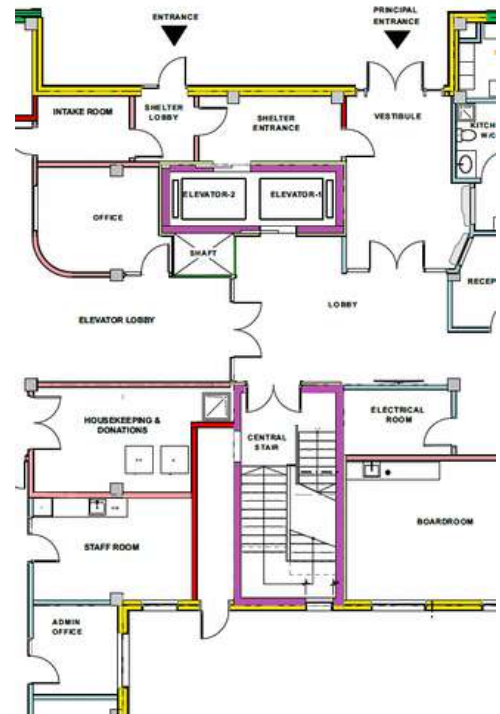 ENTRANCE
PRINCIPAL
ENTRANCE
INTAKE ROOM
SHELTER
LOBBY
SHELTER
ENTRANCE
VESTIBULE
KITCH
W/C
ELEVATOR-2
ELEVATOR-1
OFFICE
SHAFT
RECEP
ELEVATOR LOBBY
LOBBY
HOUSEKEEPING &
DONATIONS
CENTRAL
STAIR
ELECTRICAL
ROOM
BOARDROOM
STAFF ROOM
ADMIN
OFFICE